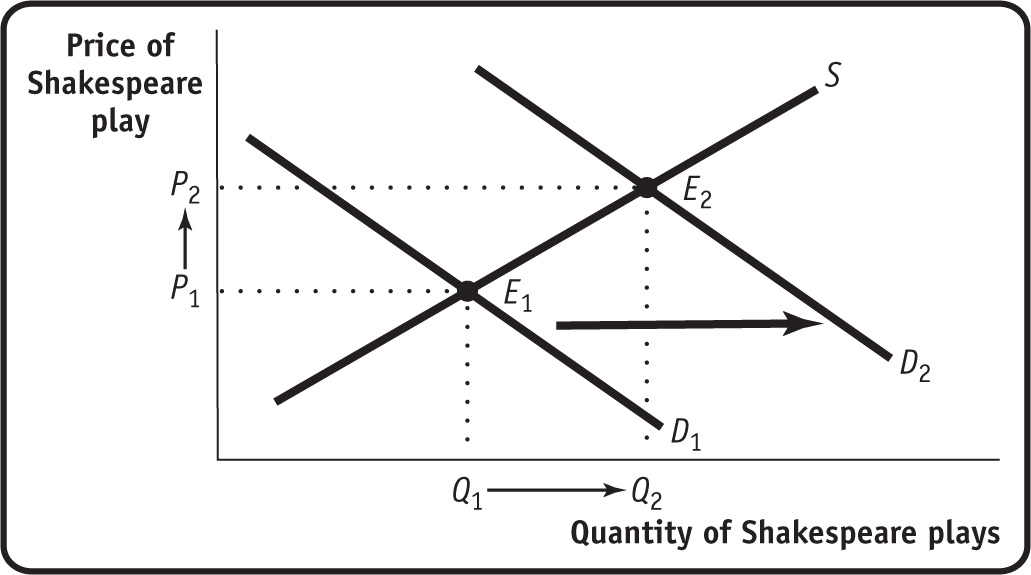 Price of
Shakespeare
play
S
P₂
E₂
P₁
E₁
D₂
D₁
Q₁
Q₂
Quantity of Shakespeare plays